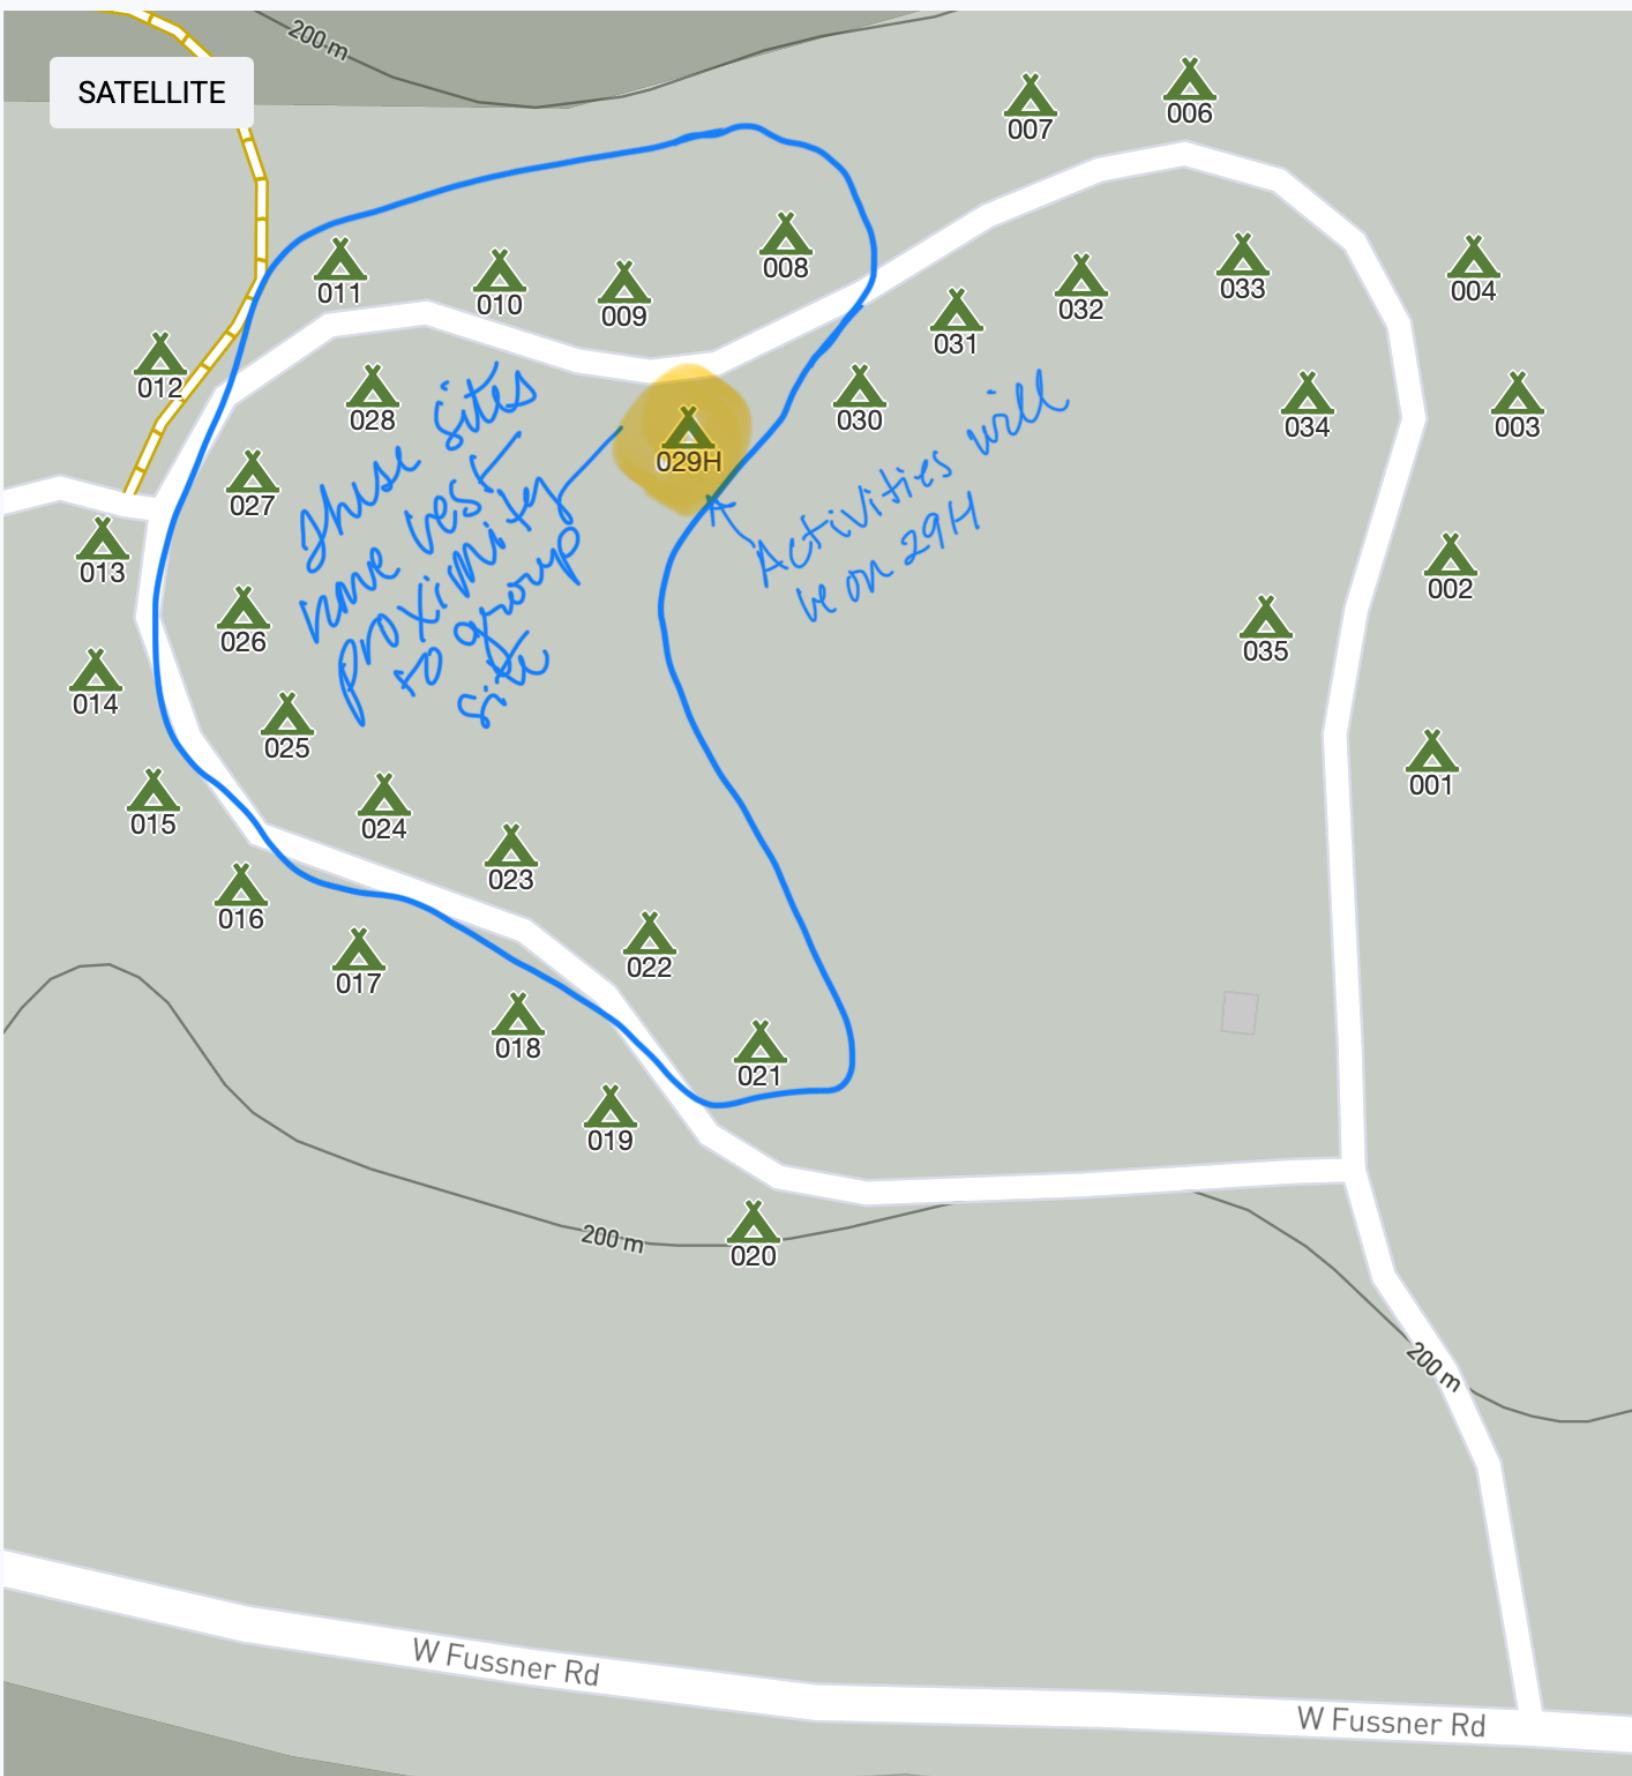 200 m
SATELLITE
006
007
008
033
004
011
010
009
032
031
012
028
030
034
003
029H
These sites
have best
proximity
to group
site
Activities will
be on 29H
027
013
002
026
035
014
025
001
015
024
023
016
022
017
018
021
019
200 m
020
200 m
W Fussner Rd
W Fussner Rd